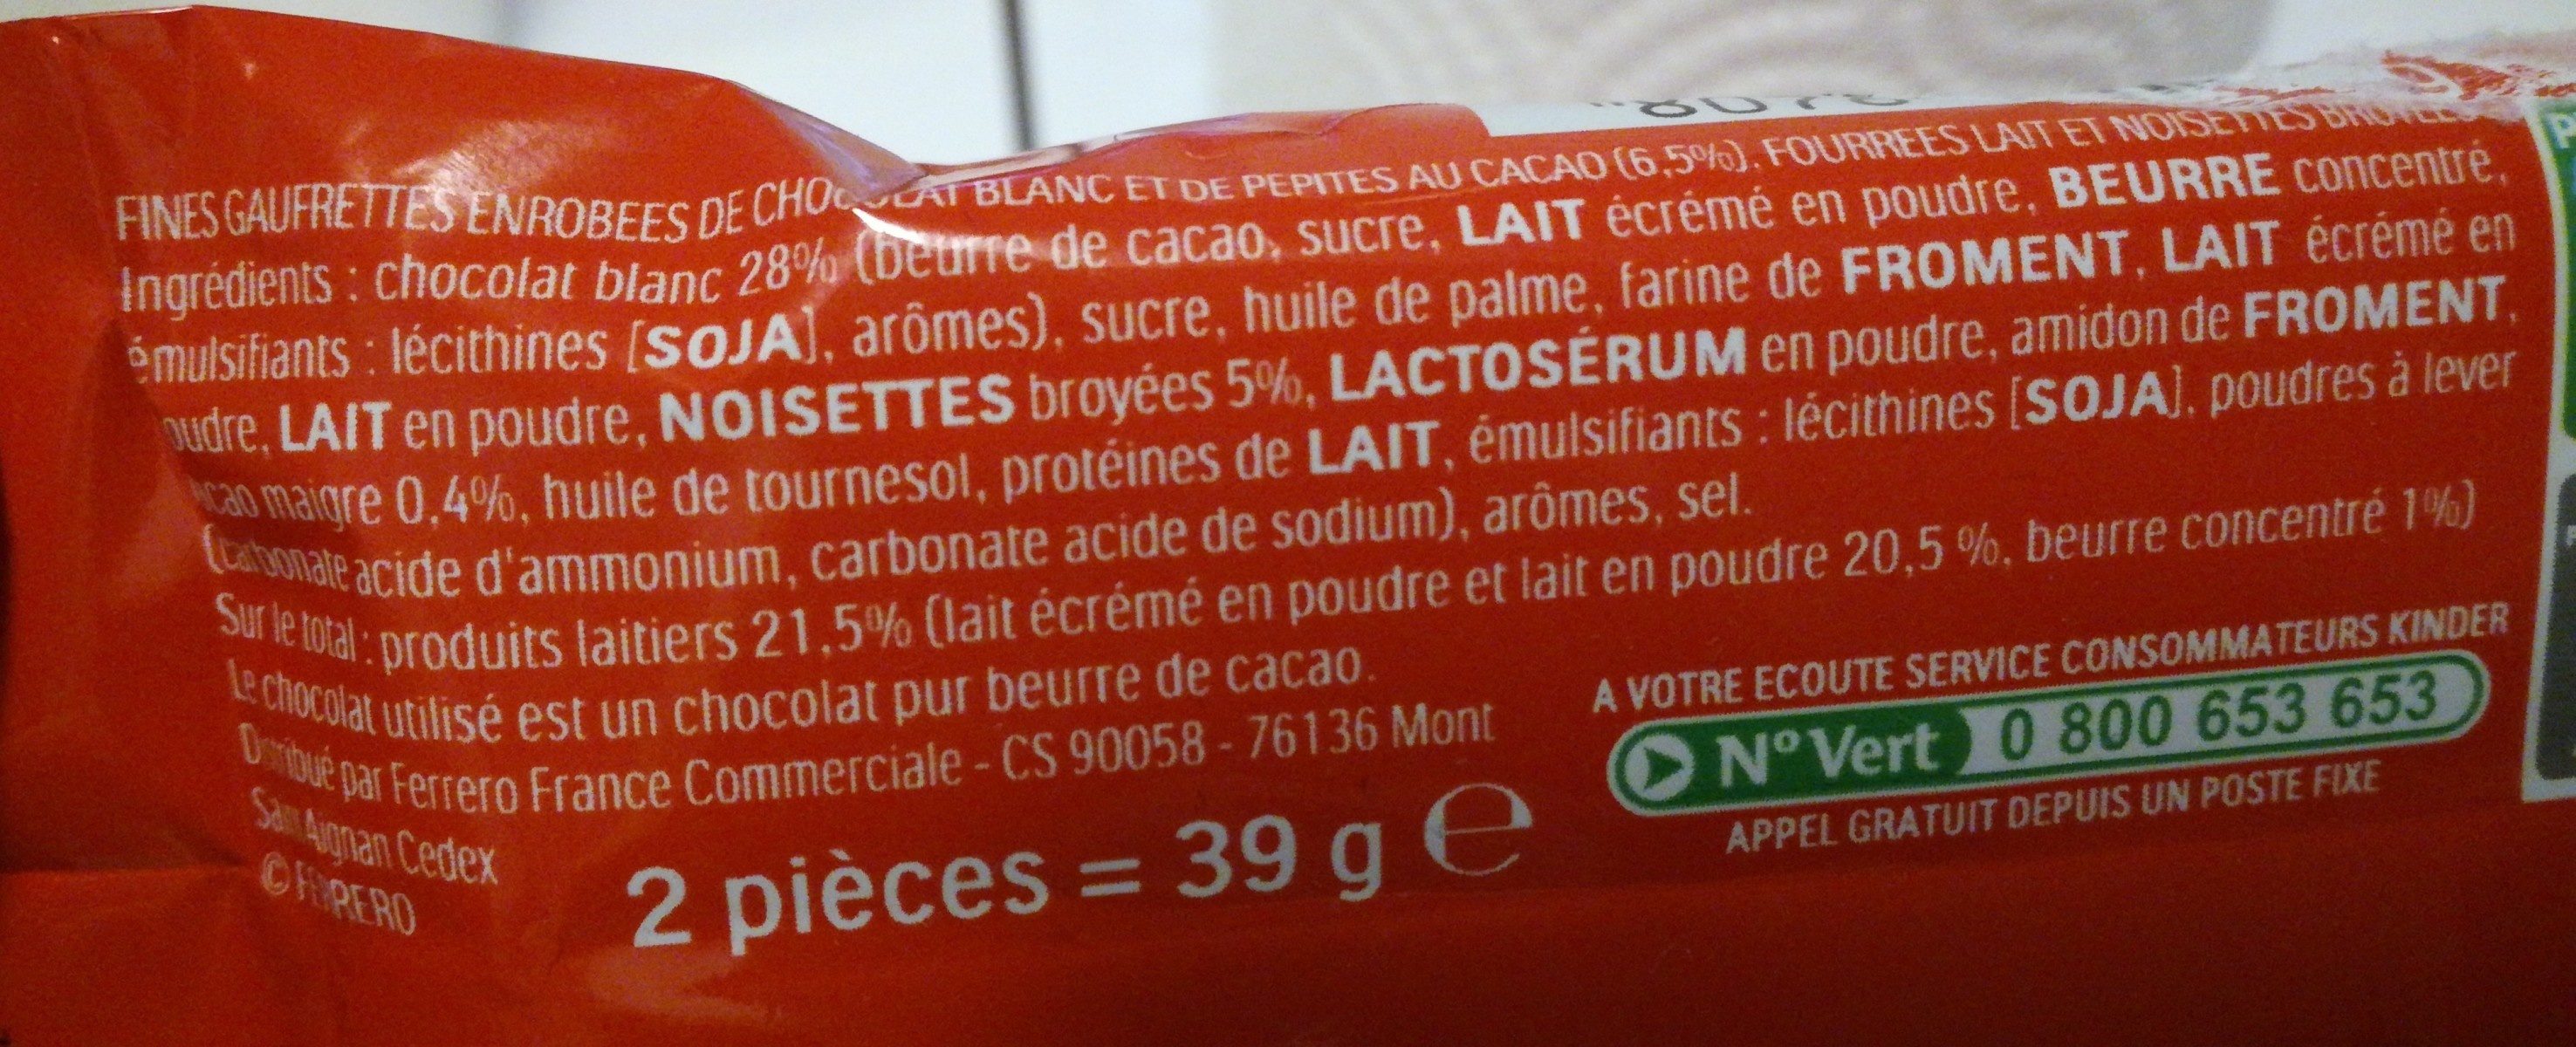 FINES GAUFRETTES ENROBEES DE CHOCOLAT BLANC ET DE PEPITES AU CACAO (6,5%), FOURREES LAIT ET NOISETTES
Ingrédients : chocolat blanc 28% (beurre de cacao, sucre, LAIT écrémé en poudre, BEURRE concentré,
émulsifiants : lécithines [SOJA], arômes), sucre, huile de palme, farine de FROMENT, LAIT écrémé en
poudre, LAIT en poudre, NOISETTES broyées 5%, LACTOSÉRUM en poudre, amidon de FROMENT,
cacao maigre 0,4%, huile de tournesol, protéines de LAIT, émulsifiants : lécithines [SOJA], poudres à lever
(carbonate acide d'ammonium, carbonate acide de sodium), arômes, sel.
Sur le total : produits laitiers 21,5% (lait écrémé en poudre et lait en poudre 20,5 %, beurre concentré 1%)
Le chocolat utilisé est un chocolat pur beurre de cacao.
Distribué par Ferrero France Commerciale - CS 90058 - 76136 Mont
Saint Aignan Cedex
© FERRERO
2 pièces = 39 g ℮
A VOTRE ECOUTE SERVICE CONSOMMATEURS KINDER
N° Vert 0 800 653 653
APPEL GRATUIT DEPUIS UN POSTE FIXE